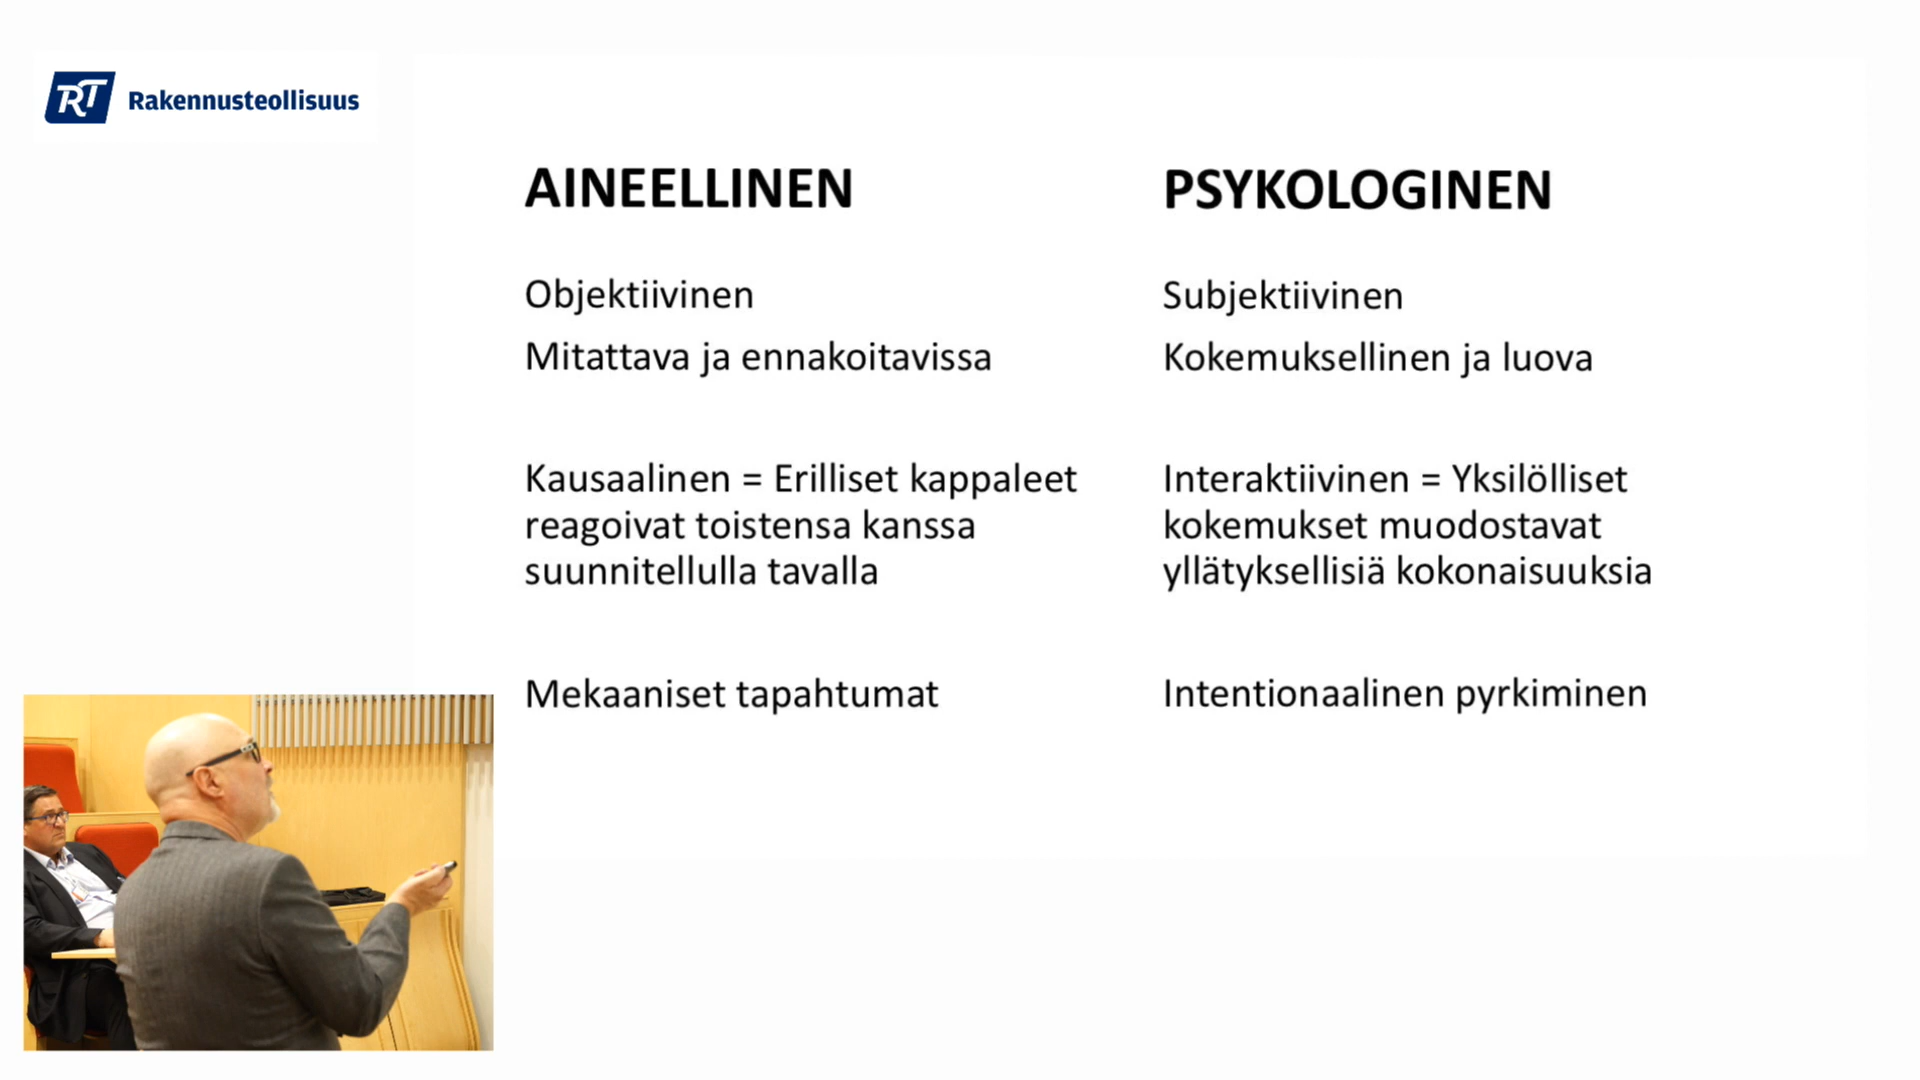 RT Rakennusteollisuus
AINEELLINEN
Objektiivinen
Mitattava ja ennakoitavissa
Kausaalinen = Erilliset kappaleet
reagoivat toistensa kanssa
suunnitellulla tavalla
Mekaaniset tapahtumat
PSYKOLOGINEN
Subjektiivinen
Kokemuksellinen ja luova
Interaktiivinen = Yksilölliset
kokemukset muodostavat
yllätyksellisiä kokonaisuuksia
Intentionaalinen pyrkiminen